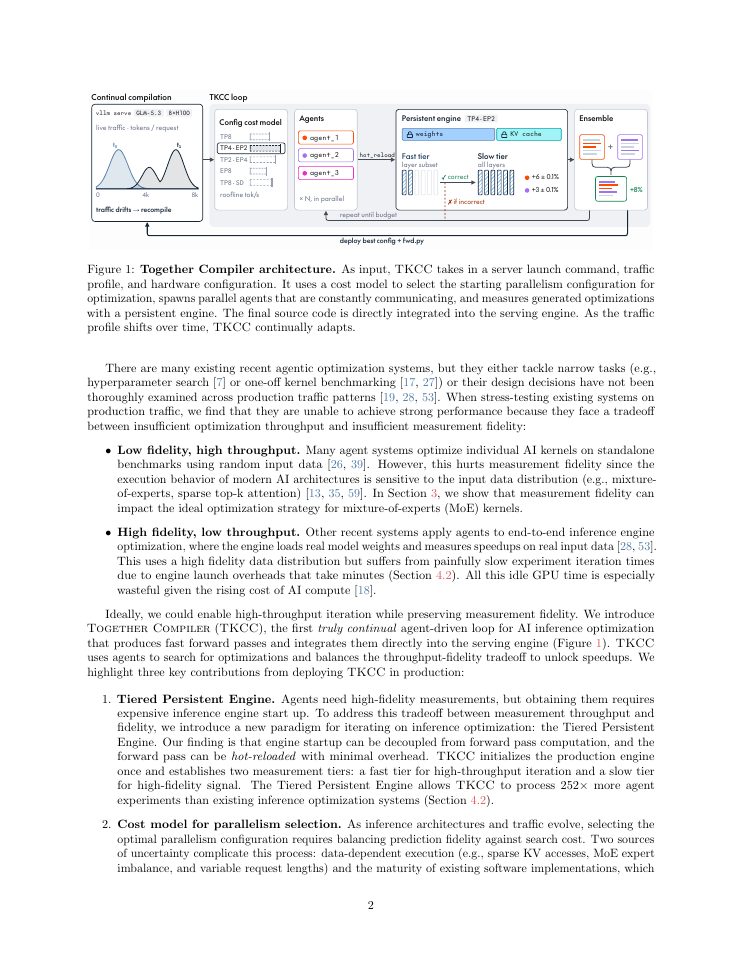 Continual compilation
TKCC loop
vllm serve GLM-5.3 8×H100
live traffic · tokens / request
t₀
t₁
0 4k 8k
traffic drifts → recompile
Config cost model
TP8
TP4·EP2
TP2·EP4
EP8
TP8·SD
roofline tok/s
Agents
agent_1
agent_2
agent_3
× N, in parallel
hot_reload
Persistent engine TP4·EP2
weights
KV cache
Fast tier
layer subset
✓ correct
✗ if incorrect
Slow tier
all layers
+6 ± 0.1%
+3 ± 0.1%
Ensemble
+
+8%
repeat until budget
deploy best config + fwd.py
Figure 1: Together Compiler architecture. As input, TKCC takes in a server launch command, traffic
profile, and hardware configuration. It uses a cost model to select the starting parallelism configuration for
optimization, spawns parallel agents that are constantly communicating, and measures generated optimizations
with a persistent engine. The final source code is directly integrated into the serving engine. As the traffic
profile shifts over time, TKCC continually adapts.
There are many existing recent agentic optimization systems, but they either tackle narrow tasks (e.g.,
hyperparameter search [7] or one-off kernel benchmarking [17, 27]) or their design decisions have not been
thoroughly examined across production traffic patterns [19, 28, 53]. When stress-testing existing systems on
production traffic, we find that they are unable to achieve strong performance because they face a tradeoff
between insufficient optimization throughput and insufficient measurement fidelity:
• Low fidelity, high throughput. Many agent systems optimize individual AI kernels on standalone
benchmarks using random input data [26, 39]. However, this hurts measurement fidelity since the
execution behavior of modern AI architectures is sensitive to the input data distribution (e.g., mixture-
of-experts, sparse top-k attention) [13, 35, 59]. In Section 3, we show that measurement fidelity can
impact the ideal optimization strategy for mixture-of-experts (MoE) kernels.
• High fidelity, low throughput. Other recent systems apply agents to end-to-end inference engine
optimization, where the engine loads real model weights and measures speedups on real input data [28, 53].
This uses a high fidelity data distribution but suffers from painfully slow experiment iteration times
due to engine launch overheads that take minutes (Section 4.2). All this idle GPU time is especially
wasteful given the rising cost of AI compute [18].
Ideally, we could enable high-throughput iteration while preserving measurement fidelity. We introduce
Together Compiler (TKCC), the first truly continual agent-driven loop for AI inference optimization
that produces fast forward passes and integrates them directly into the serving engine (Figure 1). TKCC
uses agents to search for optimizations and balances the throughput-fidelity tradeoff to unlock speedups. We
highlight three key contributions from deploying TKCC in production:
1. Tiered Persistent Engine. Agents need high-fidelity measurements, but obtaining them requires
expensive inference engine start up. To address this tradeoff between measurement throughput and
fidelity, we introduce a new paradigm for iterating on inference optimization: the Tiered Persistent
Engine. Our finding is that engine startup can be decoupled from forward pass computation, and the
forward pass can be hot-reloaded with minimal overhead. TKCC initializes the production engine
once and establishes two measurement tiers: a fast tier for high-throughput iteration and a slow tier
for high-fidelity signal. The Tiered Persistent Engine allows TKCC to process 252× more agent
experiments than existing inference optimization systems (Section 4.2).
2. Cost model for parallelism selection. As inference architectures and traffic evolve, selecting the
optimal parallelism configuration requires balancing prediction fidelity against search cost. Two sources
of uncertainty complicate this process: data-dependent execution (e.g., sparse KV accesses, MoE expert
imbalance, and variable request lengths) and the maturity of existing software implementations, which
2